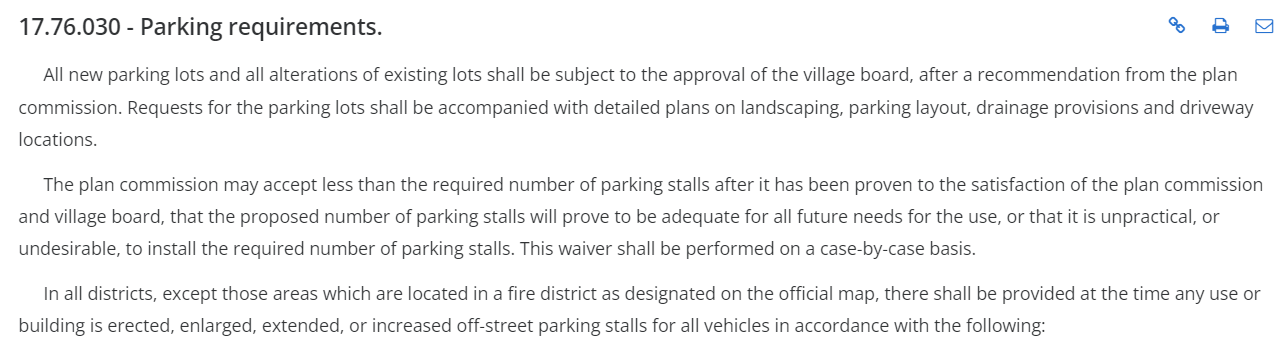 17.76.030 - Parking requirements.
All new parking lots and all alterations of existing lots shall be subject to the approval of the village board, after a recommendation from the plan
commission. Requests for the parking lots shall be accompanied with detailed plans on landscaping, parking layout, drainage provisions and driveway
locations.
The plan commission may accept less than the required number of parking stalls after it has been proven to the satisfaction of the plan commission
and village board, that the proposed number of parking stalls will prove to be adequate for all future needs for the use, or that it is unpractical, or
undesirable, to install the required number of parking stalls. This waiver shall be performed on a case-by-case basis.
In all districts, except those areas which are located in a fire district as designated on the official map, there shall be provided at the time any use or
building is erected, enlarged, extended, or increased off-street parking stalls for all vehicles in accordance with the following: